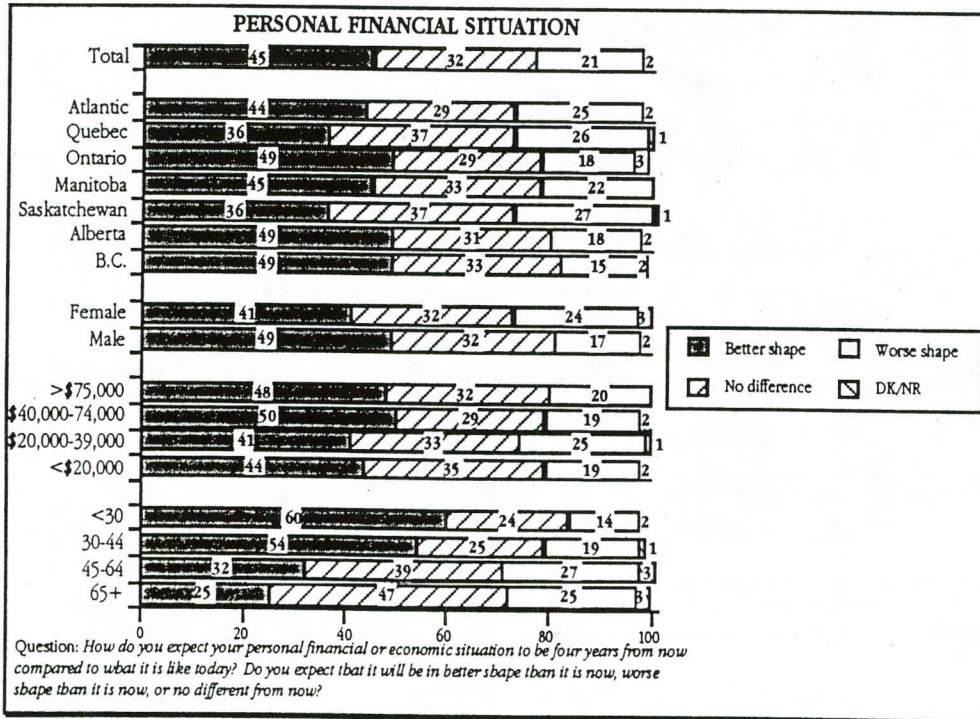 PERSONAL FINANCIAL SITUATION
Total 45 32 21 2
Atlantic 44 29 25 2
Quebec 36 37 26 1
Ontario 49 29 18 3
Manitoba 45 33 22
Saskatchewan 36 37 27 1
Alberta 49 31 18 2
B.C. 49 33 15 2
Female 41 32 24 3
Male 49 32 17 2
>$75,000 48 32 20
$40,000-74,000 50 29 19 2
$20,000-39,000 41 33 25 1
<$20,000 44 35 19 2
<30 60 24 14 2
30-44 54 25 19 1
45-64 32 39 27 3
65+ 25 47 25 3
0 20 40 60 80 100
Better shape Worse shape
No difference DK/NR
Question: How do you expect your personal financial or economic situation to be four years from now
compared to what it is like today? Do you expect that it will be in better shape than it is now, worse
shape than it is now, or no different from now?